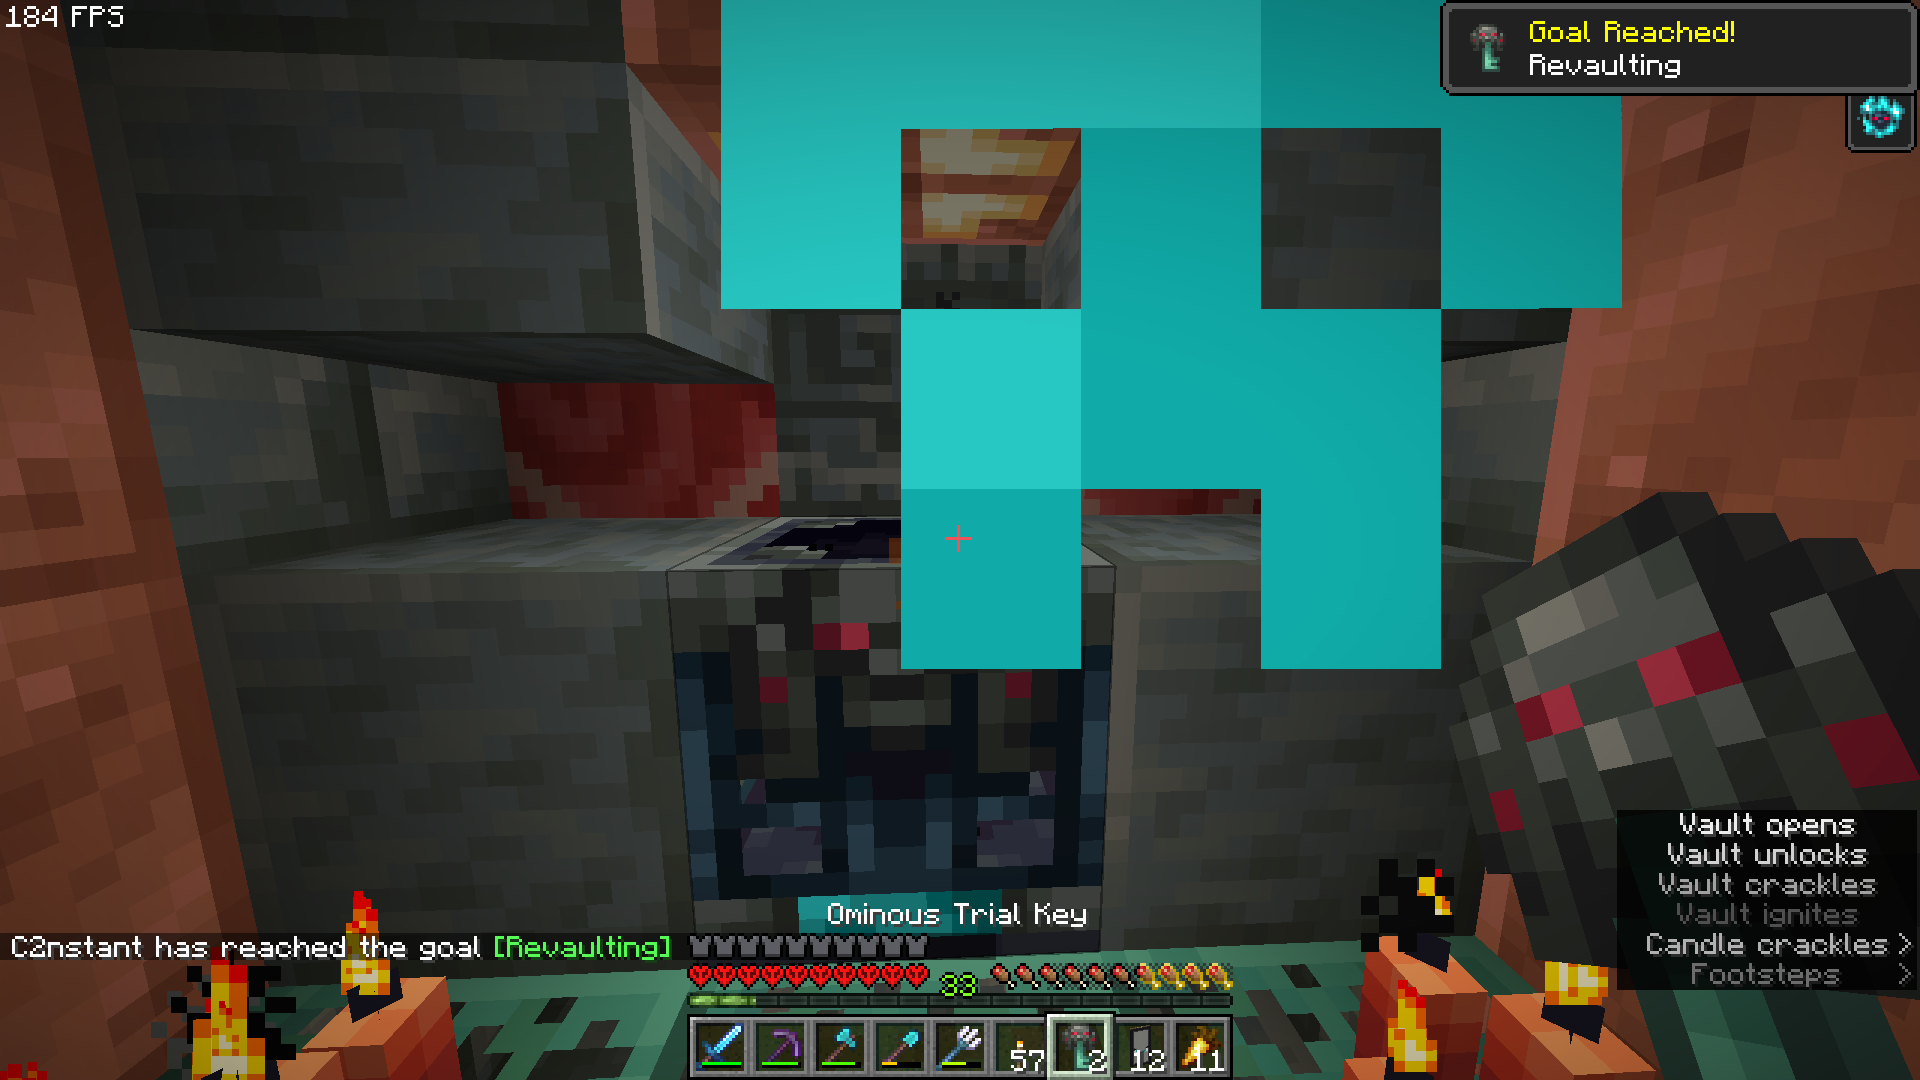 184 FPS
Goal Reached!
Revaulting
Vault opens
Vault unlocks
Vault crackles
Vault ignites
Candle crackles >
Footsteps >
Ominous Trial Key
C2nstant has reached the goal [Revaulting]
33
57 2 12 11